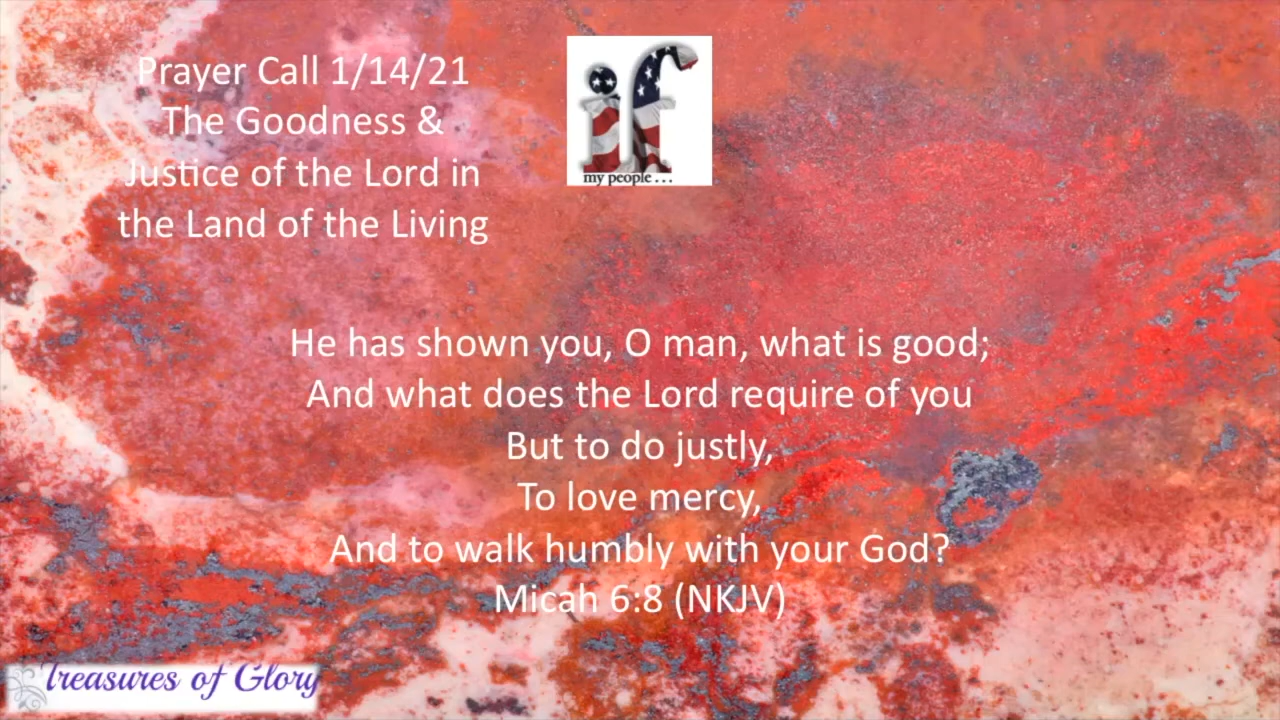 Prayer Call 1/14/21
The Goodness &
Justice of the Lord in
the Land of the Living
if
my people...
He has shown you, O man, what is good;
And what does the Lord require of you
But to do justly,
To love mercy,
And to walk humbly with your God?
Micah 6:8 (NKJV)
Treasures of Glory